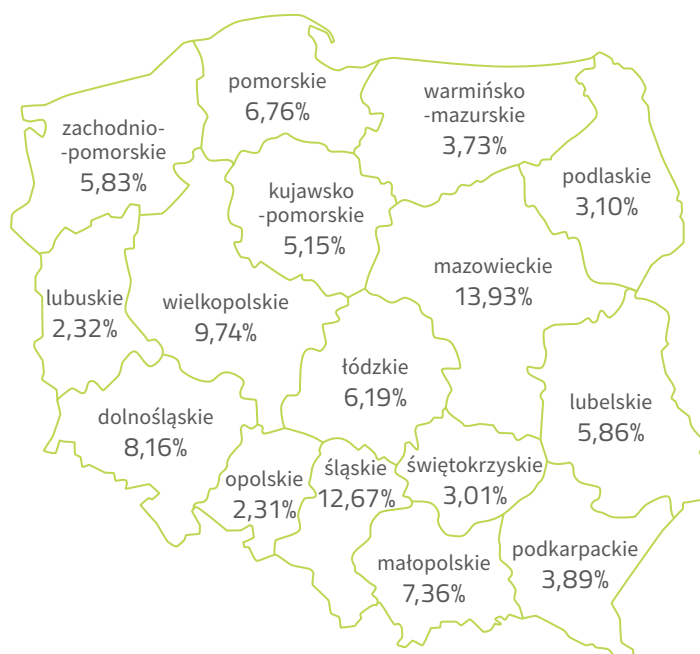 pomorskie
6,76%
warmińsko
-mazurskie
3,73%
zachodnio-
-pomorskie
5,83%
podlaskie
3,10%
kujawsko
-pomorskie
5,15%
mazowieckie
13,93%
lubuskie
2,32%
wielkopolskie
9,74%
łódzkie
6,19%
lubelskie
5,86%
dolnośląskie
8,16%
opolskie
2,31%
śląskie
12,67%
świętokrzyskie
3,01%
małopolskie
7,36%
podkarpackie
3,89%